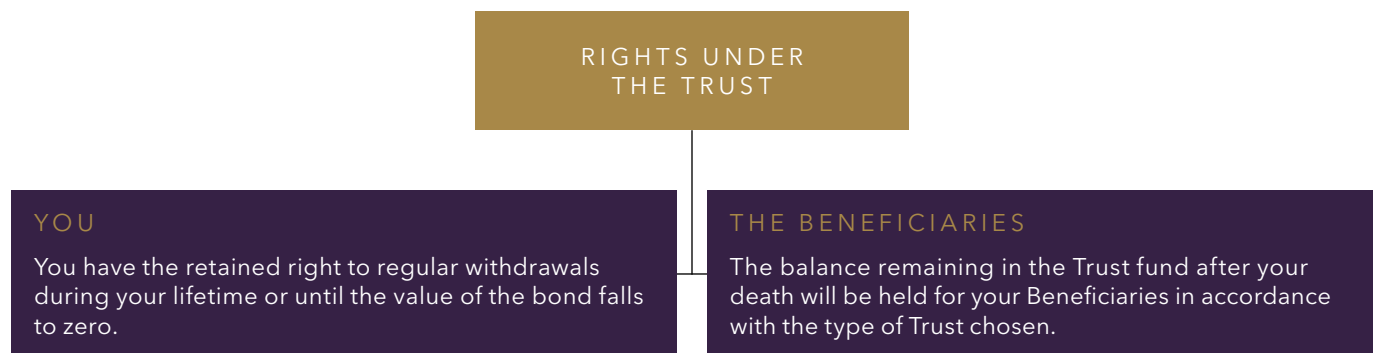 RIGHTS UNDER
THE TRUST
YOU
You have the retained right to regular withdrawals
during your lifetime or until the value of the bond falls
to zero.
THE BENEFICIARIES
The balance remaining in the Trust fund after your
death will be held for your Beneficiaries in accordance
with the type of Trust chosen.